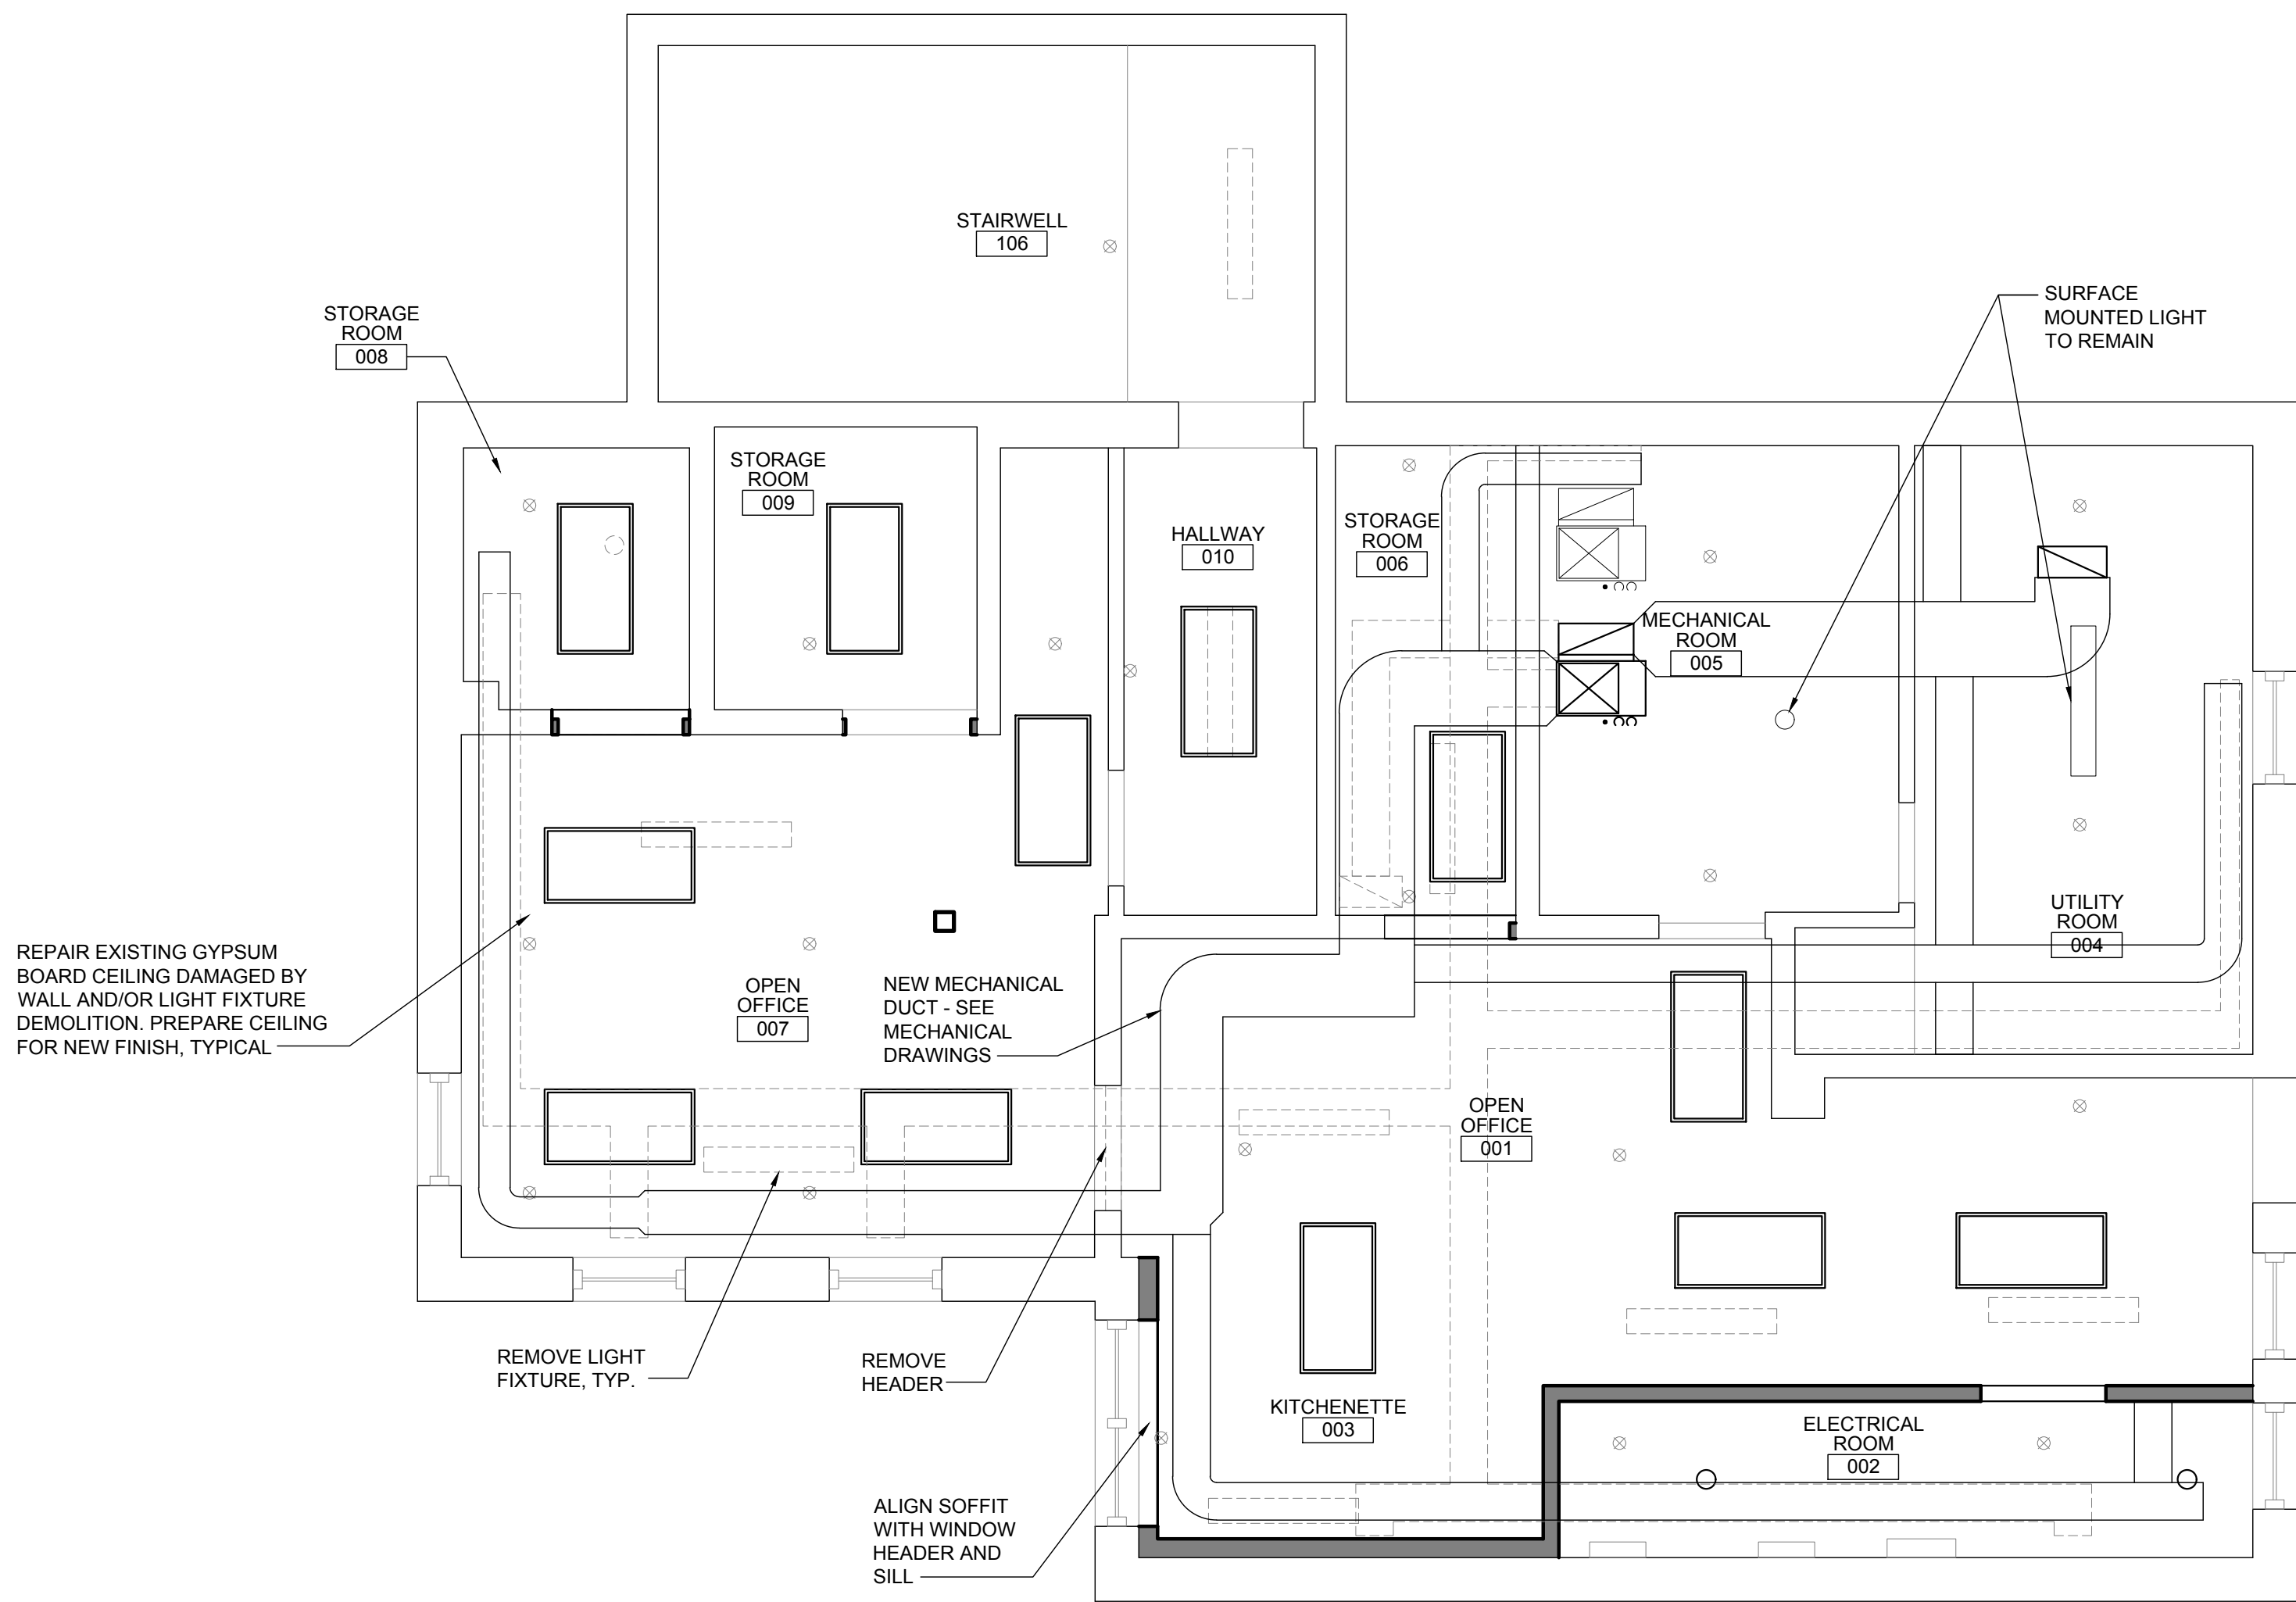 STAIRWELL
106
STORAGE
ROOM
008
SURFACE
MOUNTED LIGHT
TO REMAIN
STORAGE
ROOM
009
HALLWAY
010
STORAGE
ROOM
006
MECHANICAL
ROOM
005
UTILITY
ROOM
004
REPAIR EXISTING GYPSUM
BOARD CEILING DAMAGED BY
WALL AND/OR LIGHT FIXTURE
DEMOLITION. PREPARE CEILING
FOR NEW FINISH, TYPICAL
OPEN
OFFICE
007
NEW MECHANICAL
DUCT - SEE
MECHANICAL
DRAWINGS
OPEN
OFFICE
001
REMOVE LIGHT
FIXTURE, TYP.
REMOVE
HEADER
KITCHENETTE
003
ELECTRICAL
ROOM
002
ALIGN SOFFIT
WITH WINDOW
HEADER AND
SILL